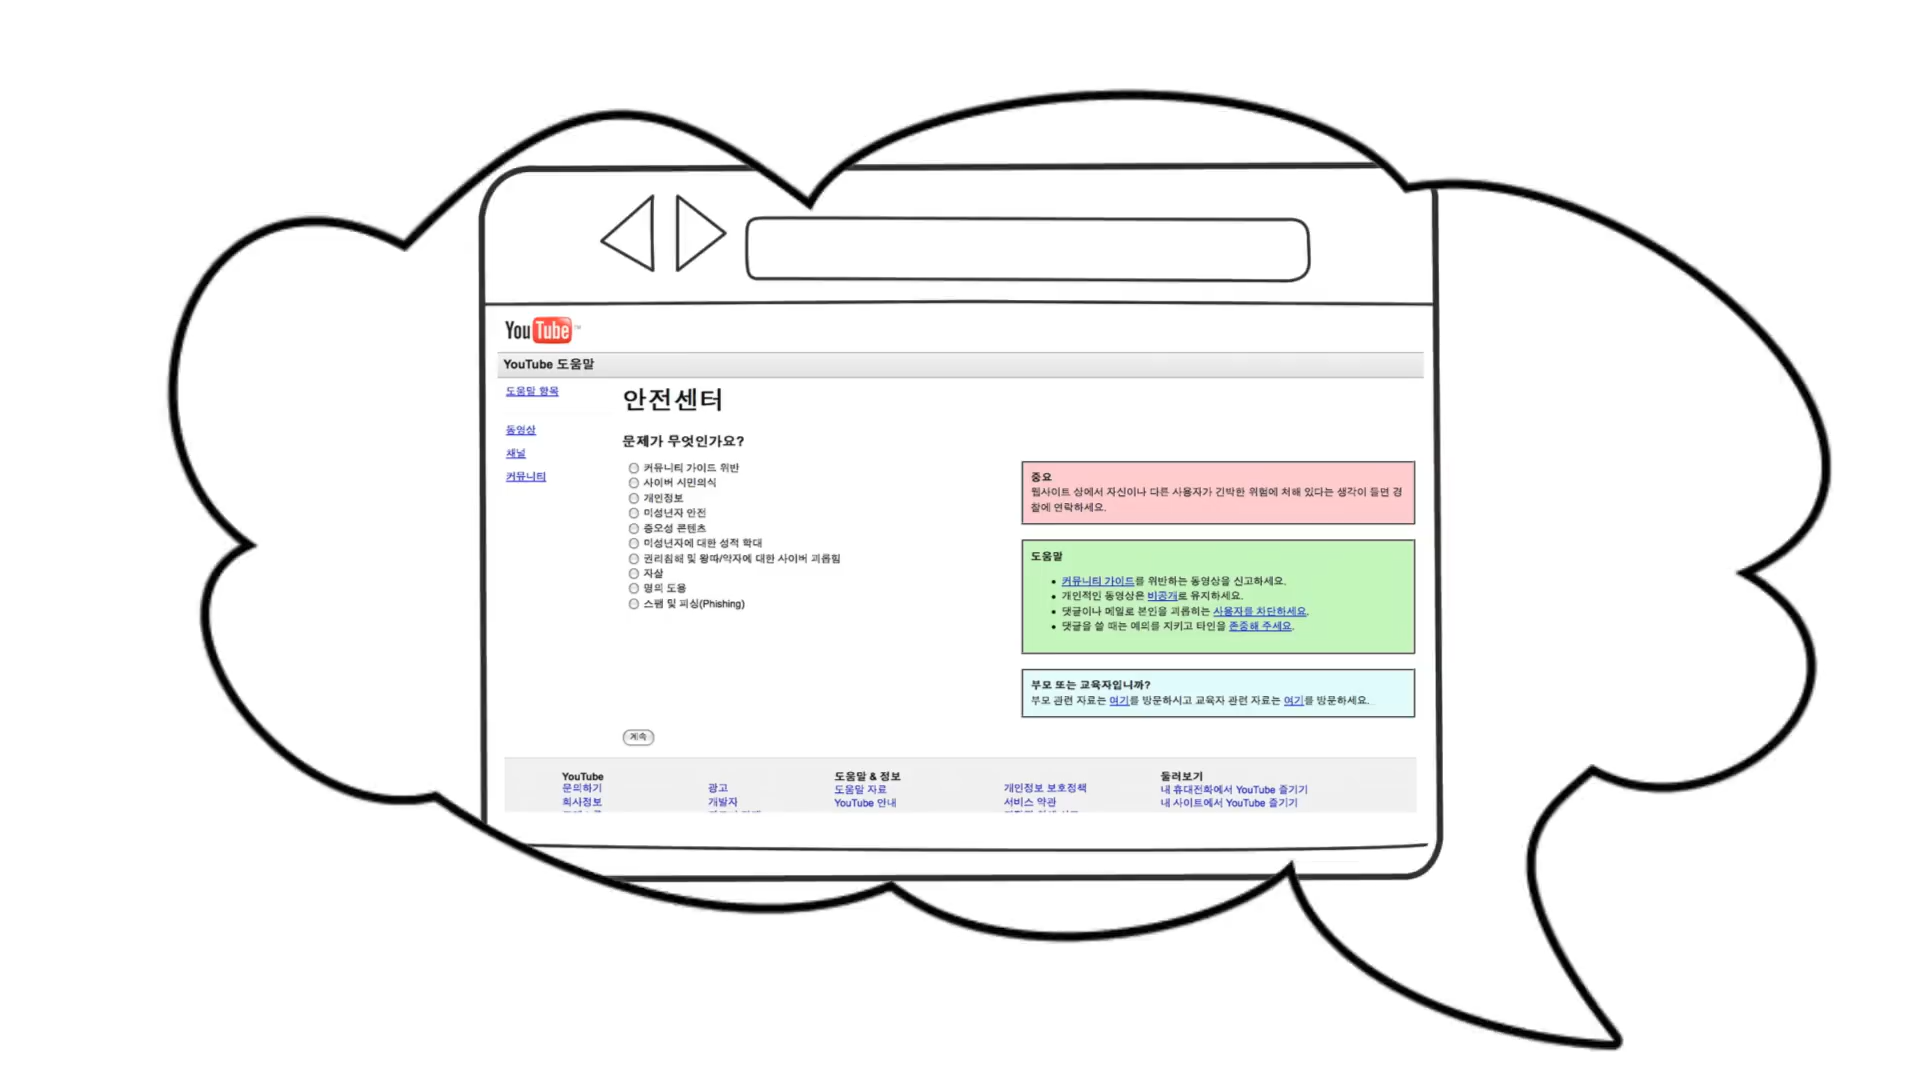 YouTube
YouTube 도움말
도움말 항목
동영상
채널
커뮤니티
안전센터
문제가 무엇인가요?
커뮤니티 가이드 위반
사이버 시민의식
개인정보
미성년자 안전
증오성 콘텐츠
미성년자에 대한 성적 학대
권리침해 및 왕따/약자에 대한 사이버 괴롭힘
자살
명의 도용
스팸 및 피싱(Phishing)
계속
중요
웹사이트 상에서 자신이나 다른 사용자가 긴박한 위험에 처해 있다는 생각이 들면 경
찰에 연락하세요.
도움말
커뮤니티 가이드를 위반하는 동영상을 신고하세요.
개인적인 동영상은 비공개로 유지하세요.
댓글이나 메일로 본인을 괴롭히는 사용자를 차단하세요.
댓글을 쓸 때는 예의를 지키고 타인을 존중해 주세요.
부모 또는 교육자입니까?
부모 관련 자료는 여기를 방문하시고 교육자 관련 자료는 여기를 방문하세요.
YouTube
문의하기
회사정보
광고
개발자
도움말 & 정보
도움말 자료
YouTube 안내
개인정보 보호정책
서비스 약관
둘러보기
내 휴대전화에서 YouTube 즐기기
내 사이트에서 YouTube 즐기기